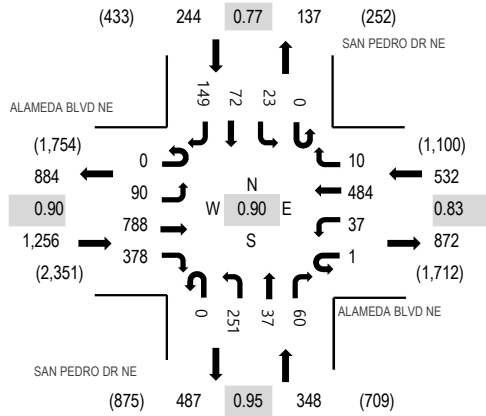 (433) 244 0.77 137 (252)
SAN PEDRO DR NE
149 72 23 0
ALAMEDA BLVD NE
(1,754) (1,100)
0 10
884 532
90 N 484
0.90 W 0.90 E 0.83
788 S 37
1,256 872
378 1
(2,351) (1,712)
0 251 37 60
ALAMEDA BLVD NE
SAN PEDRO DR NE
(875) 487 0.95 348 (709)